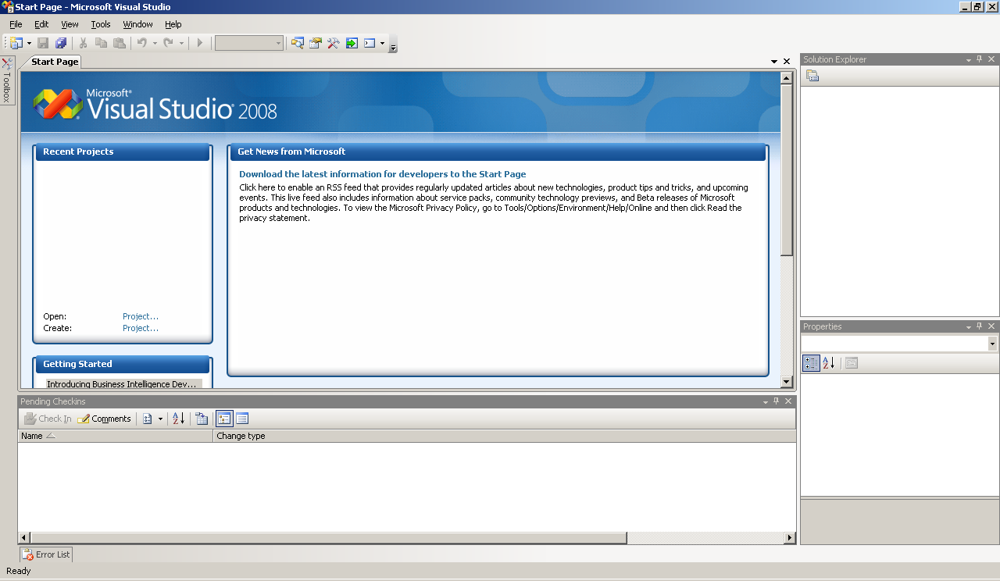 Start Page - Microsoft Visual Studio
File Edit View Tools Window Help
Toolbox
Start Page
Microsoft®
Visual Studio® 2008
Recent Projects
Open: Project...
Create: Project...
Getting Started
Introducing Business Intelligence Dev...
Get News from Microsoft
Download the latest information for developers to the Start Page
Click here to enable an RSS feed that provides regularly updated articles about new technologies, product tips and tricks, and upcoming
events. This live feed also includes information about service packs, community technology previews, and Beta releases of Microsoft
products and technologies. To view the Microsoft Privacy Policy, go to Tools/Options/Environment/Help/Online and then click Read the
privacy statement.
Solution Explorer
Properties
Pending Checkins
Check In Comments
Name Change type
Error List
Ready